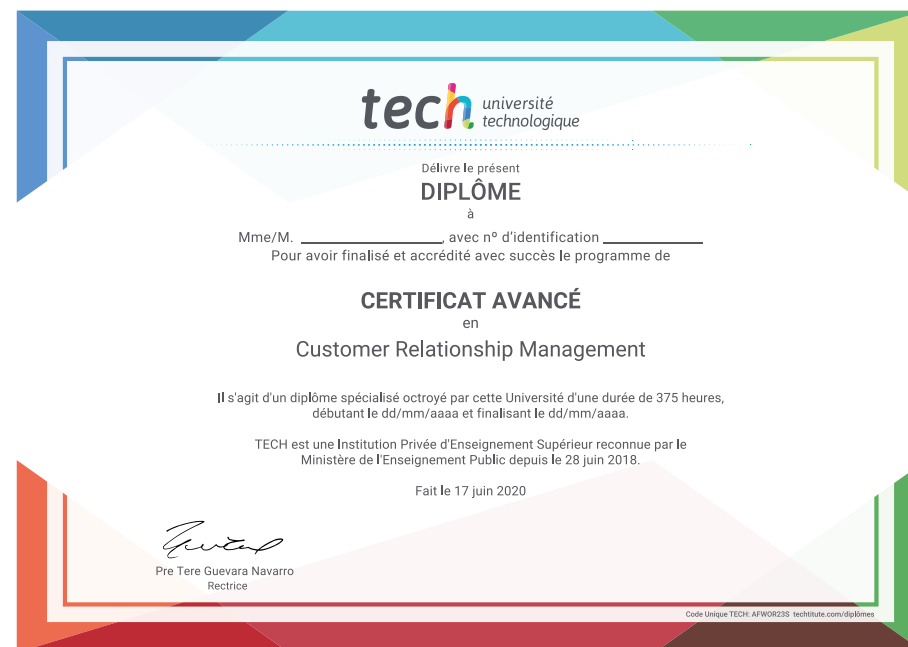 tech université
technologique
Délivre le présent
DIPLÔME
à
Mme/M. ____________________, avec nº d'identification ______________
Pour avoir finalisé et accrédité avec succès le programme de
CERTIFICAT AVANCÉ
en
Customer Relationship Management
Il s'agit d'un diplôme spécialisé octroyé par cette Université d'une durée de 375 heures,
débutant le dd/mm/aaaa et finalisant le dd/mm/aaaa.
TECH est une Institution Privée d'Enseignement Supérieur reconnue par le
Ministère de l'Enseignement Public depuis le 28 juin 2018.
Fait le 17 juin 2020
Pre Tere Guevara Navarro
Rectrice
Code Unique TECH: AFWOR23S techtitute.com/diplômes